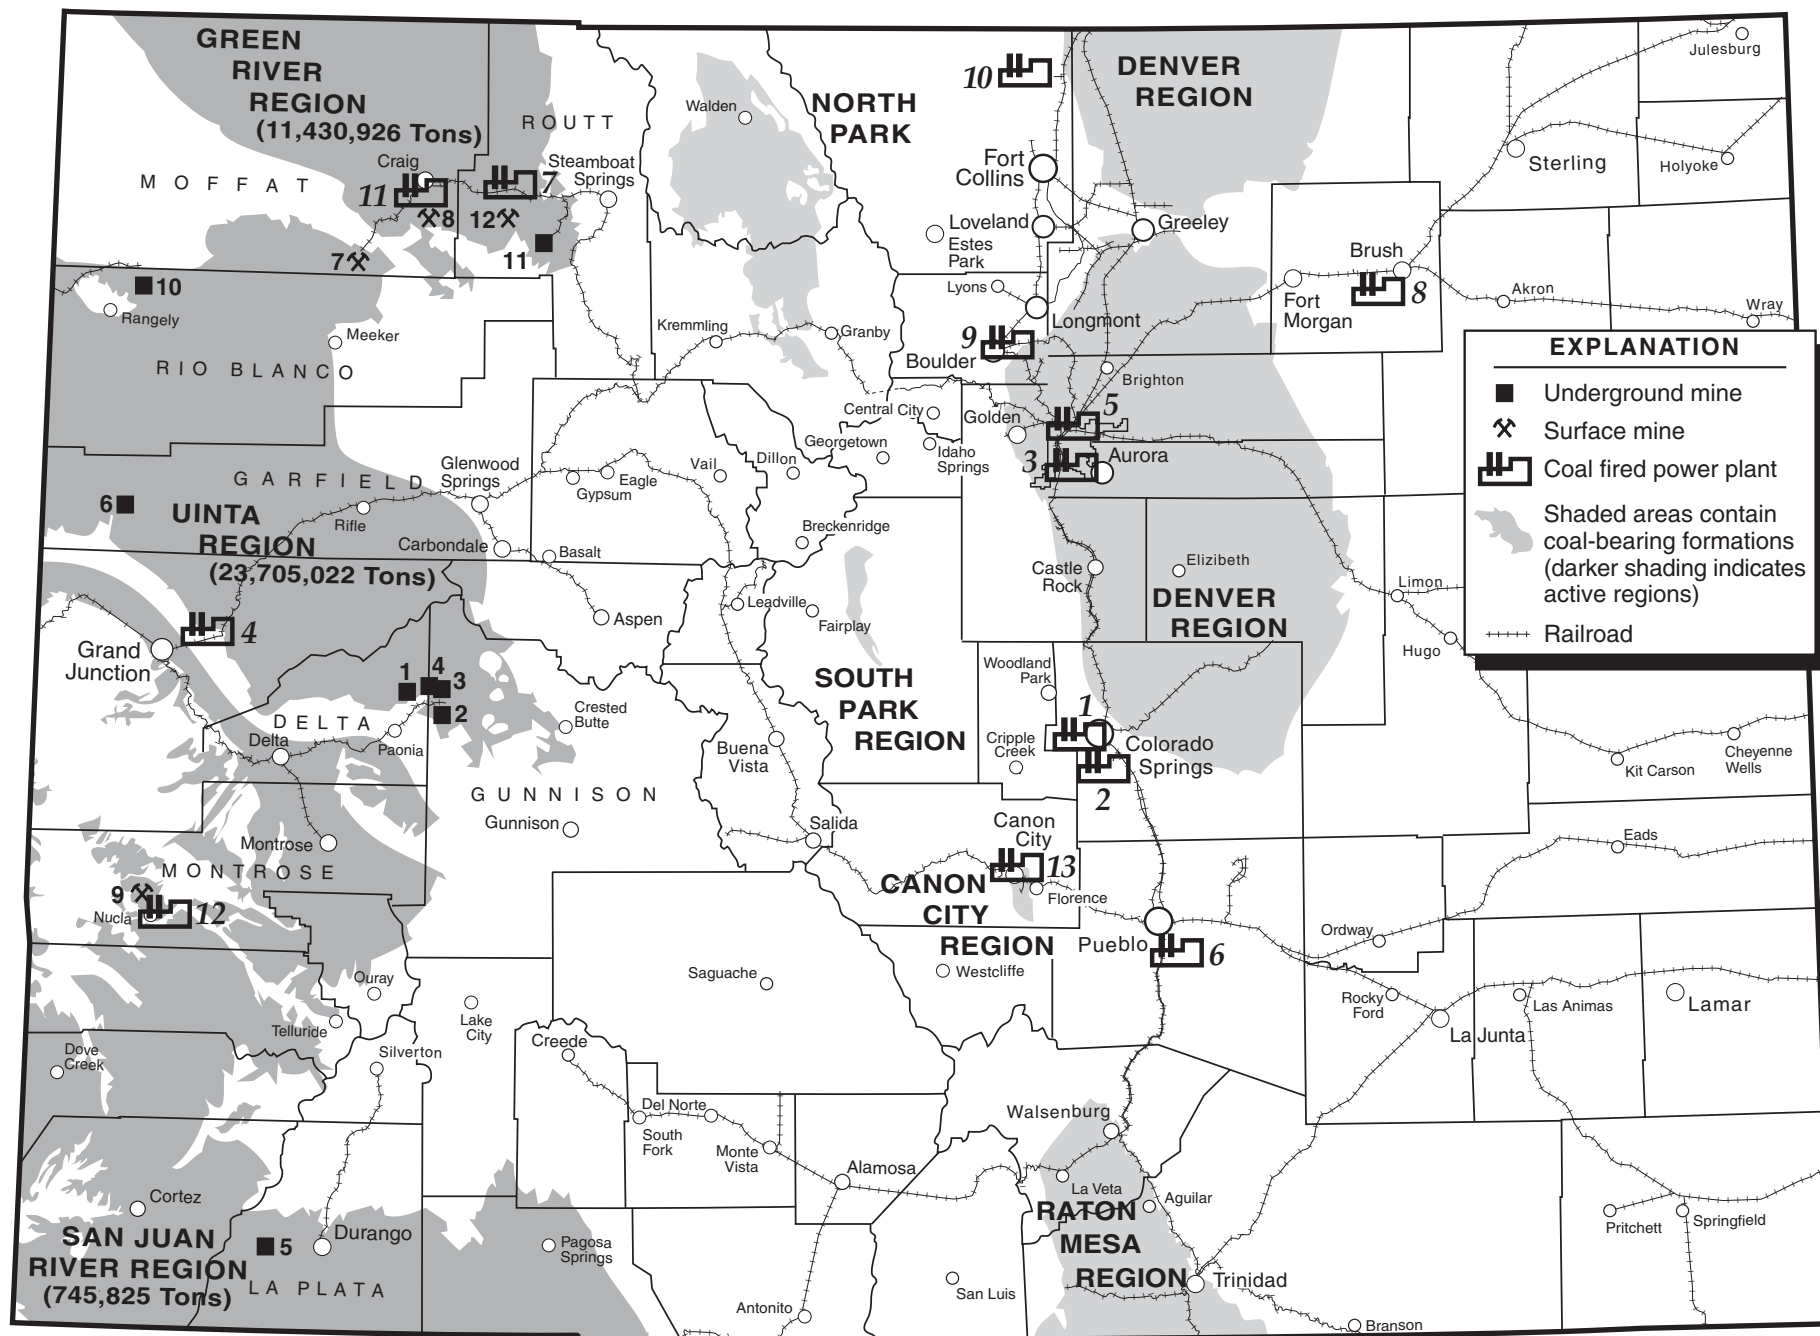 GREEN
RIVER
REGION
(11,430,926 Tons)
ROUTT
MOFFAT
Craig
Steamboat
Springs
11
7
8
12
7
11
Walden
NORTH
PARK
10
DENVER
REGION
Julesburg
Fort
Collins
Sterling
Holyoke
Loveland
Greeley
Estes
Park
Lyons
Longmont
Brush
Fort
Morgan
8
Akron
Wray
10
Rangely
Meeker
RIO BLANCO
Kremmling
Granby
9
Boulder
Brighton
Central City
Golden
5
Georgetown
Idaho
Springs
3
Aurora
EXPLANATION
Underground mine
Surface mine
Coal fired power plant
Shaded areas contain
coal-bearing formations
(darker shading indicates
active regions)
Railroad
GARFIELD
Glenwood
Springs
Eagle
Gypsum
Vail
Dillon
6
UINTA
REGION
(23,705,022 Tons)
Rifle
Carbondale
Basalt
Breckenridge
Castle
Rock
Elizibeth
DENVER
REGION
Limon
Hugo
Leadville
Fairplay
Aspen
4
Grand
Junction
1
4
3
2
DELTA
Delta
Paonia
Crested
Butte
Buena
Vista
SOUTH
PARK
REGION
Woodland
Park
Cripple
Creek
1
Colorado
Springs
2
Kit Carson
Cheyenne
Wells
GUNNISON
Gunnison
Salida
Canon
City
13
Florence
CANON
CITY
REGION
Eads
Montrose
MONTROSE
9
Nucla
12
Pueblo
6
Ordway
Westcliffe
Saguache
Ouray
Telluride
Lake
City
Rocky
Ford
La Junta
Las Animas
Lamar
Dove
Creek
Silverton
Creede
Del Norte
South
Fork
Monte
Vista
Alamosa
Walsenburg
La Veta
Aguilar
RATON
MESA
REGION
Trinidad
Pritchett
Springfield
Cortez
SAN JUAN
RIVER REGION
(745,825 Tons)
5
Durango
LA PLATA
Pagosa
Springs
San Luis
Antonito
Branson